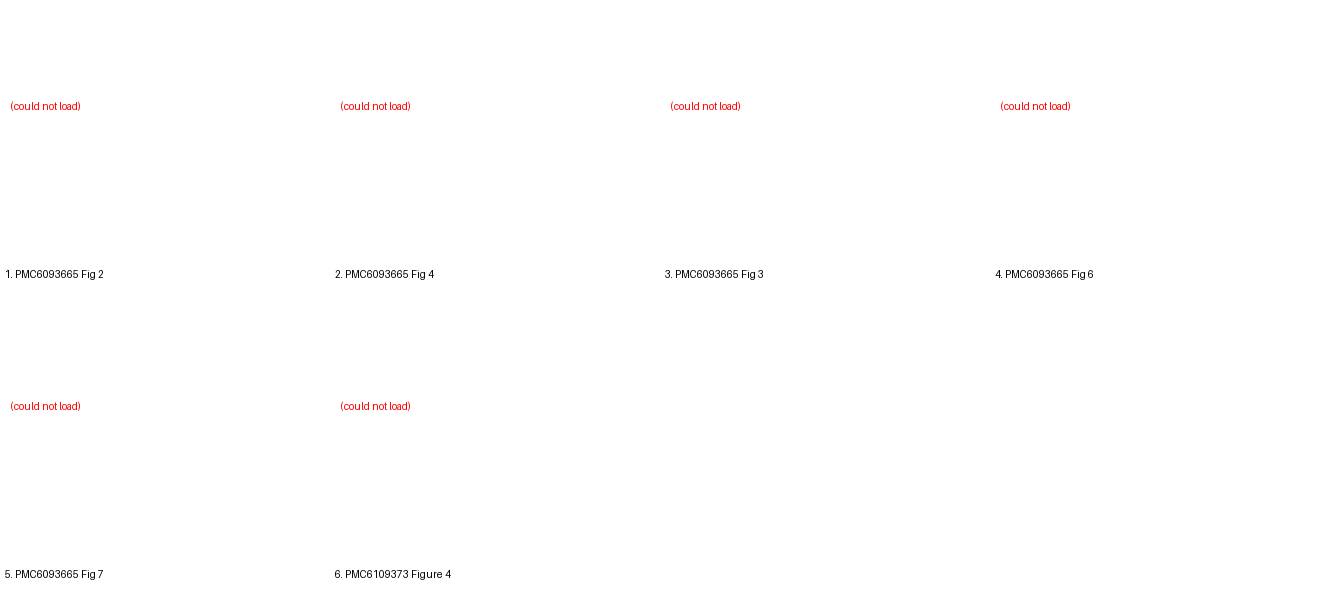 (could not load) (could not load) (could not load) (could not load)
1. PMC6093665 Fig 2 2. PMC6093665 Fig 4 3. PMC6093665 Fig 3 4. PMC6093665 Fig 6
(could not load) (could not load)
5. PMC6093665 Fig 7 6. PMC6109373 Figure 4